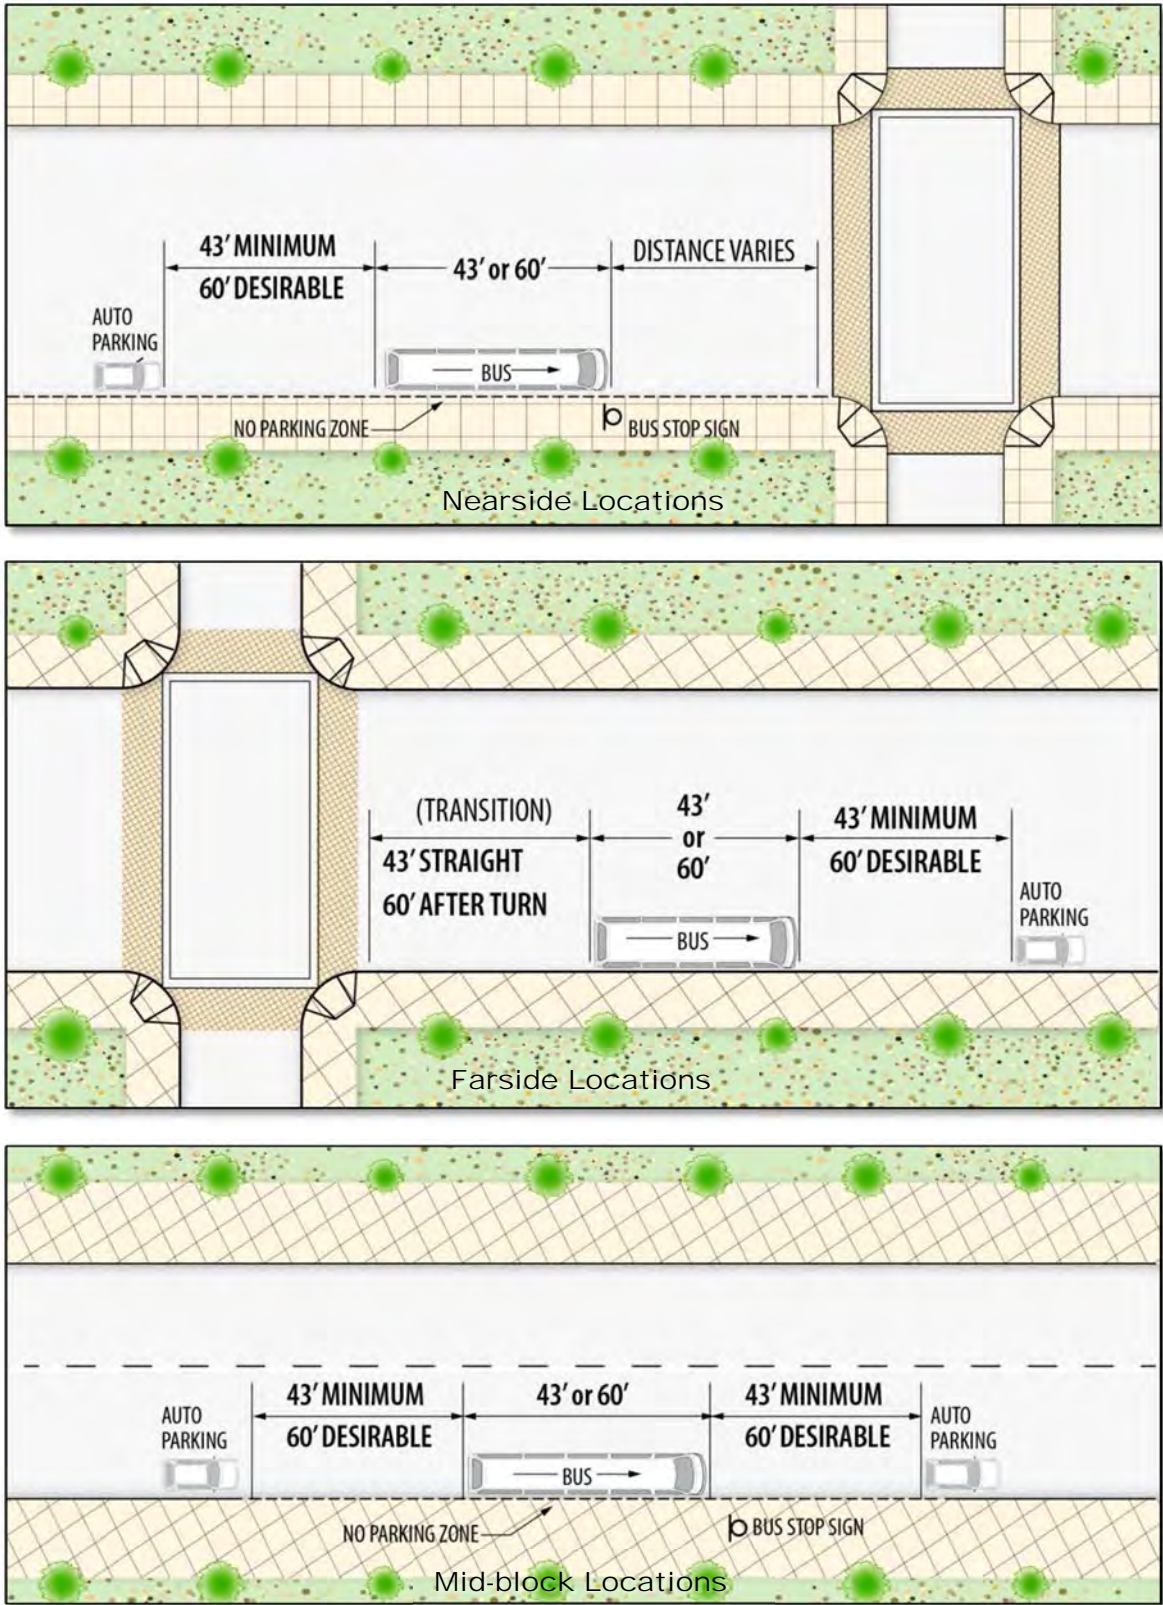 43' MINIMUM
60' DESIRABLE
43' or 60'
DISTANCE VARIES
AUTO
PARKING
BUS
NO PARKING ZONE
BUS STOP SIGN
Nearside Locations
(TRANSITION)
43' STRAIGHT
60' AFTER TURN
43'
or
60'
43' MINIMUM
60' DESIRABLE
AUTO
PARKING
BUS
Farside Locations
AUTO
PARKING
43' MINIMUM
60' DESIRABLE
43' or 60'
43' MINIMUM
60' DESIRABLE
AUTO
PARKING
BUS
NO PARKING ZONE
BUS STOP SIGN
Mid-block Locations